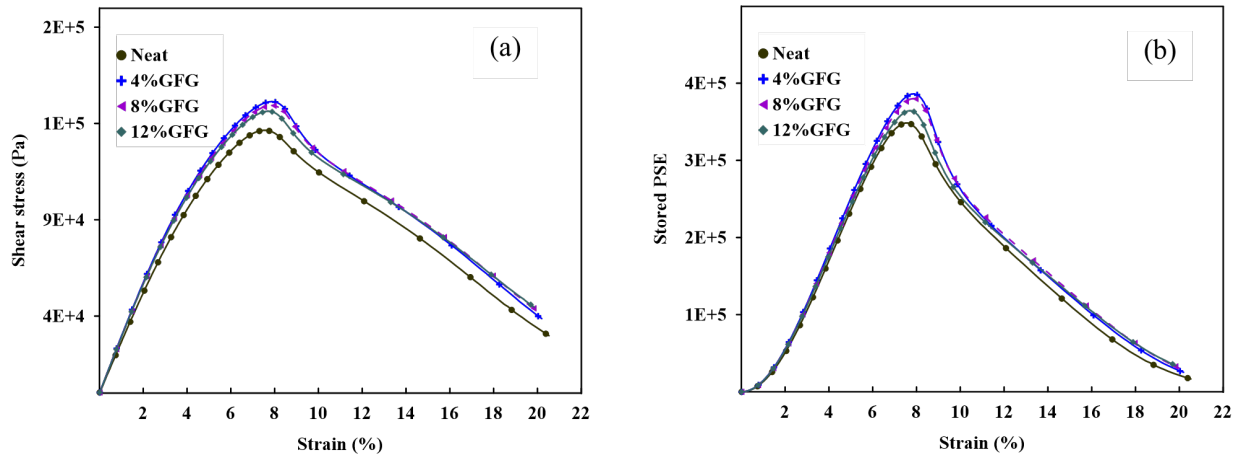 2E+5
(a)
Neat
4%GFG
8%GFG
12%GFG
1E+5
9E+4
4E+4
Shear stress (Pa)
2 4 6 8 10 12 14 16 18 20 22
Strain (%)
(b)
Neat
4%GFG
8%GFG
12%GFG
4E+5
3E+5
2E+5
1E+5
Stored PSE
2 4 6 8 10 12 14 16 18 20 22
Strain (%)